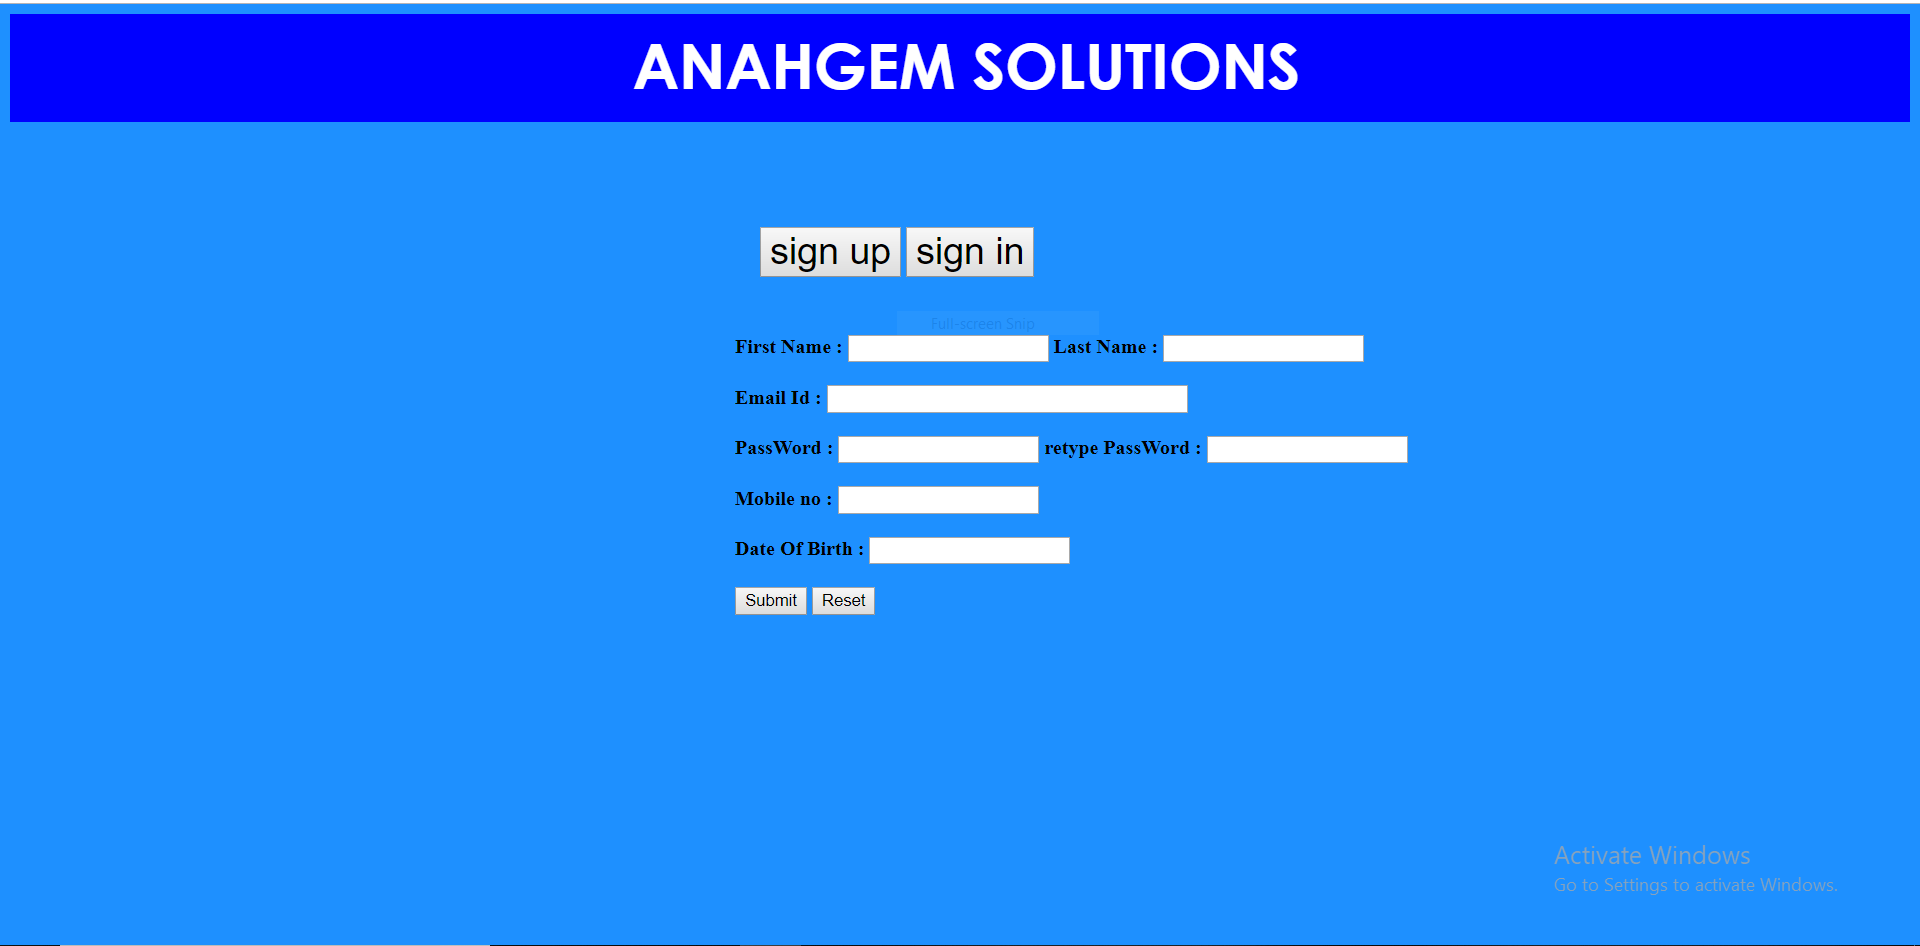 ANAHGEM SOLUTIONS
sign up sign in
Full-screen Snip
First Name : Last Name :
Email Id :
PassWord : retype PassWord :
Mobile no :
Date Of Birth :
Submit Reset
Activate Windows
Go to Settings to activate Windows.